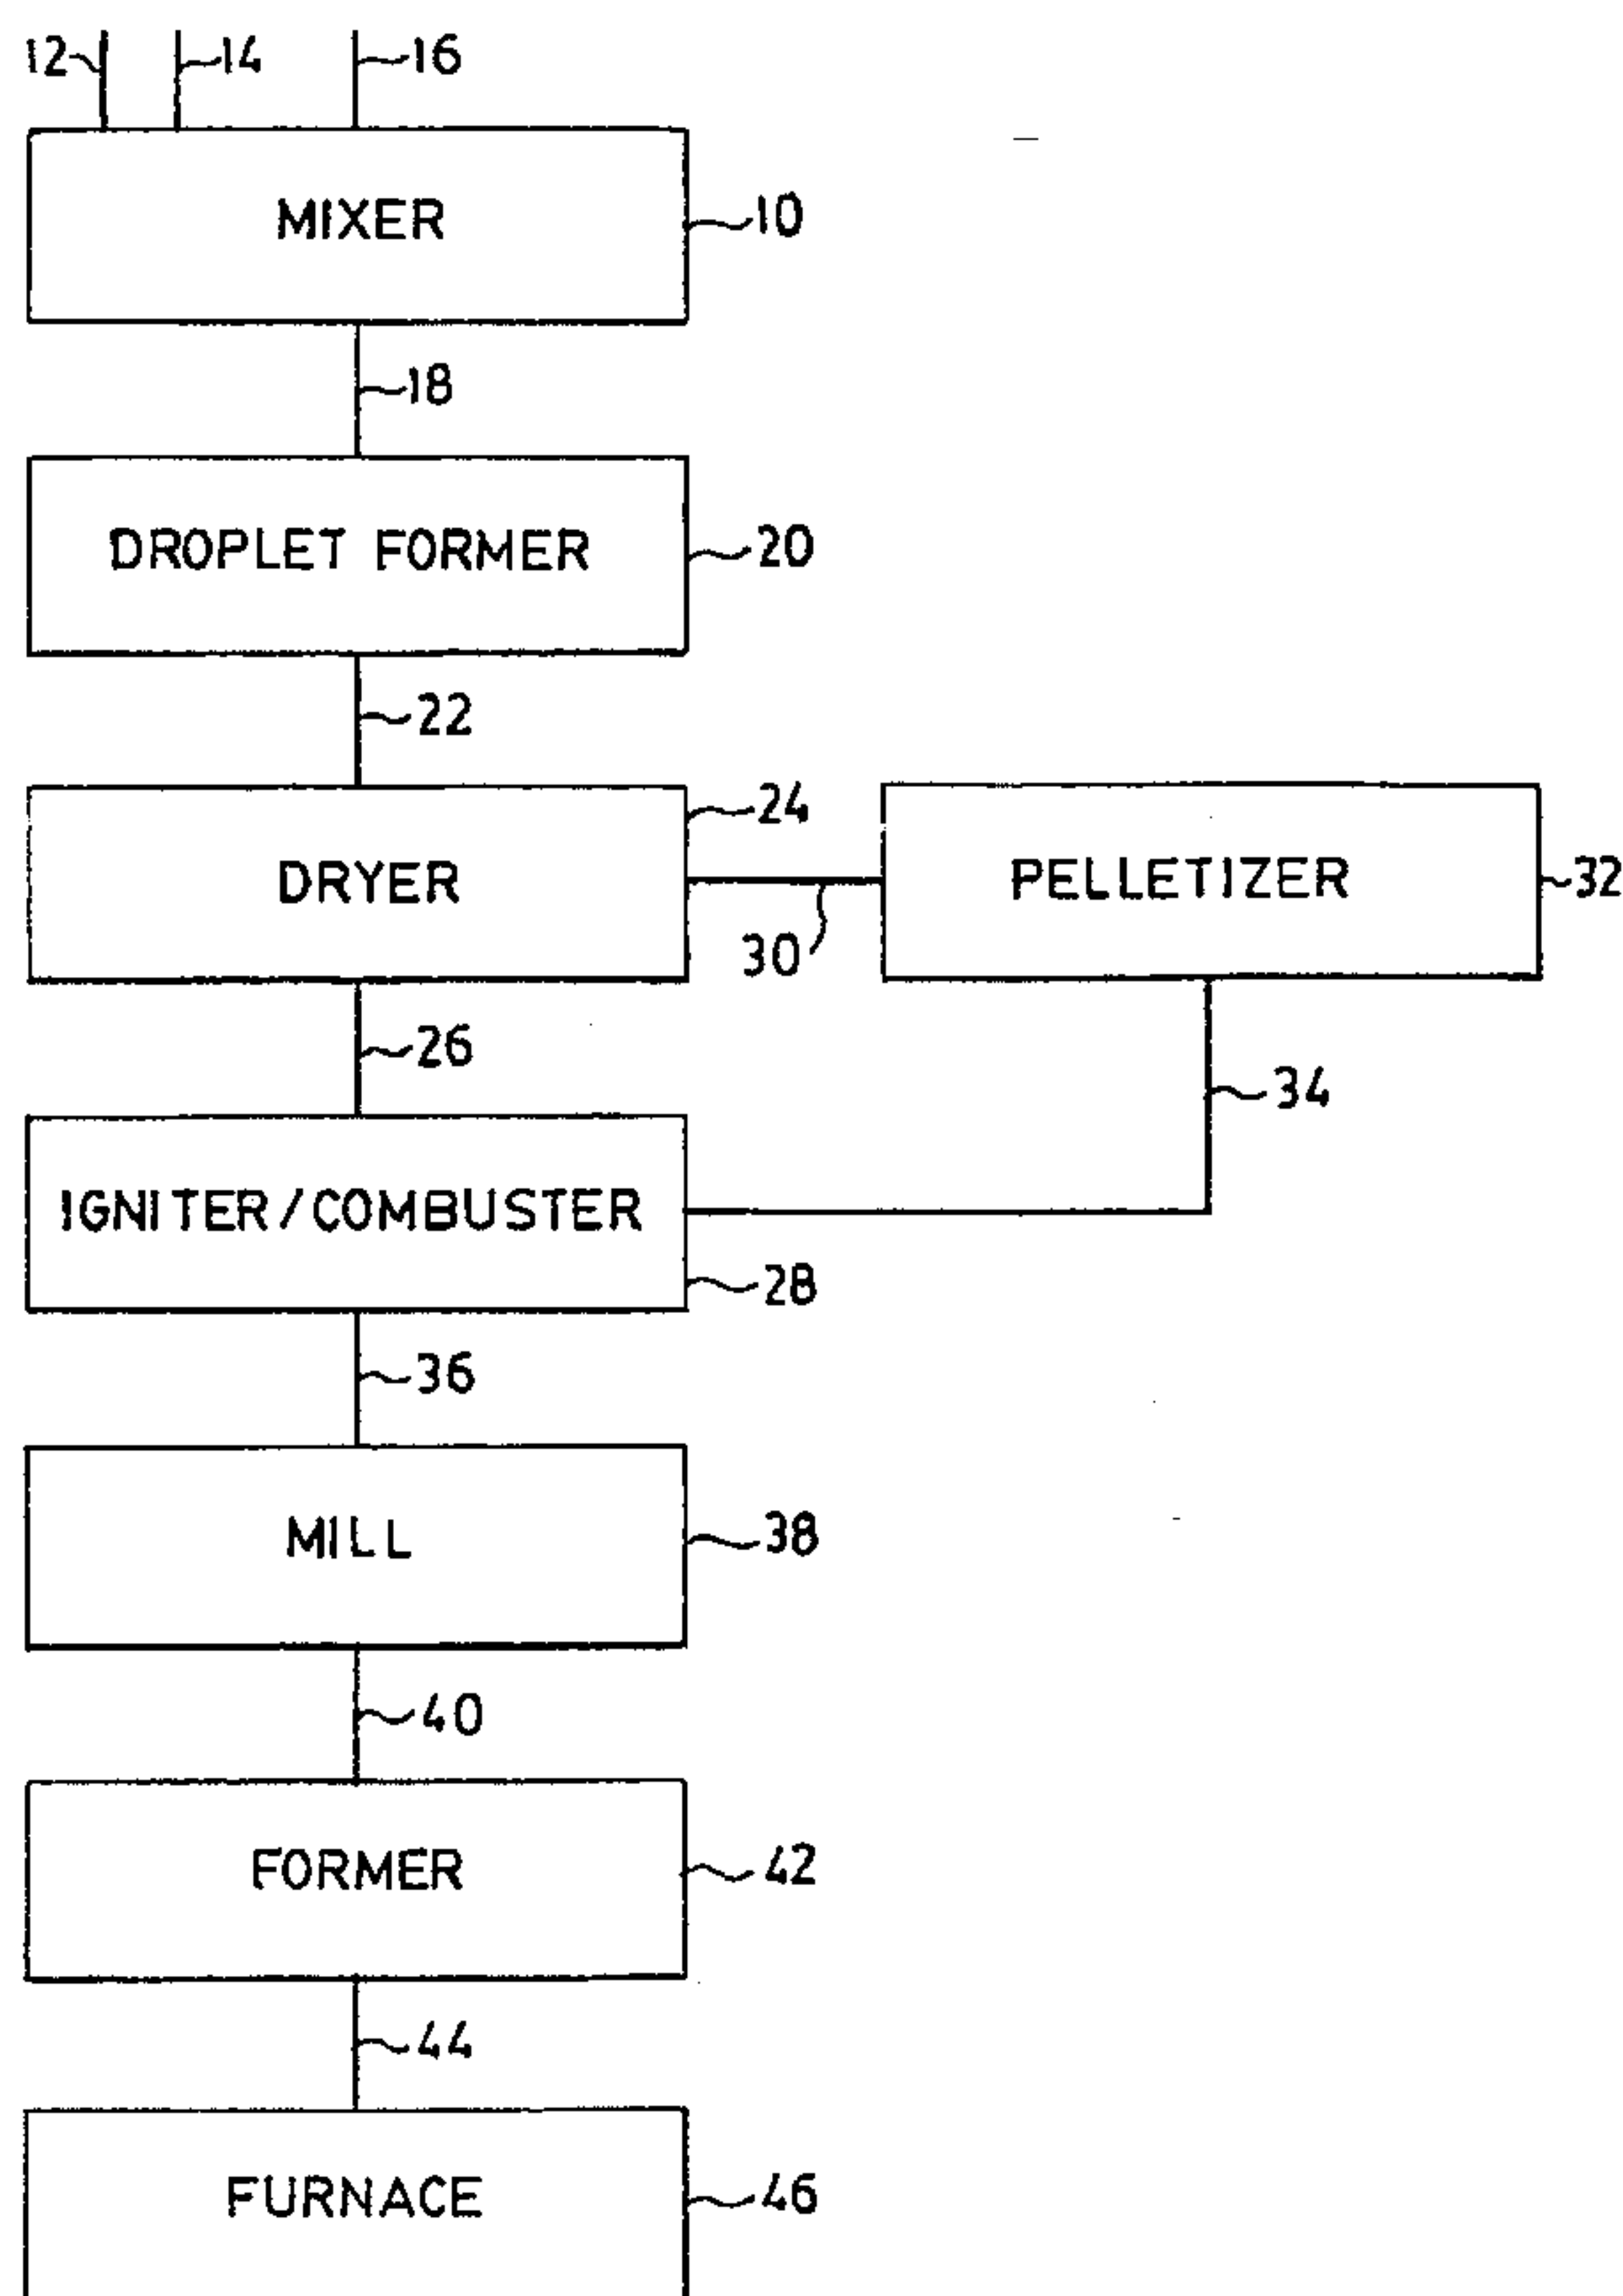 12 14 16
MIXER 10
18
DROPLET FORMER 20
22
24
DRYER PELLETIZER 32
30
26
34
IGNITER/COMBUSTER
28
36
MILL 38
40
FORMER 42
44
FURNACE 46